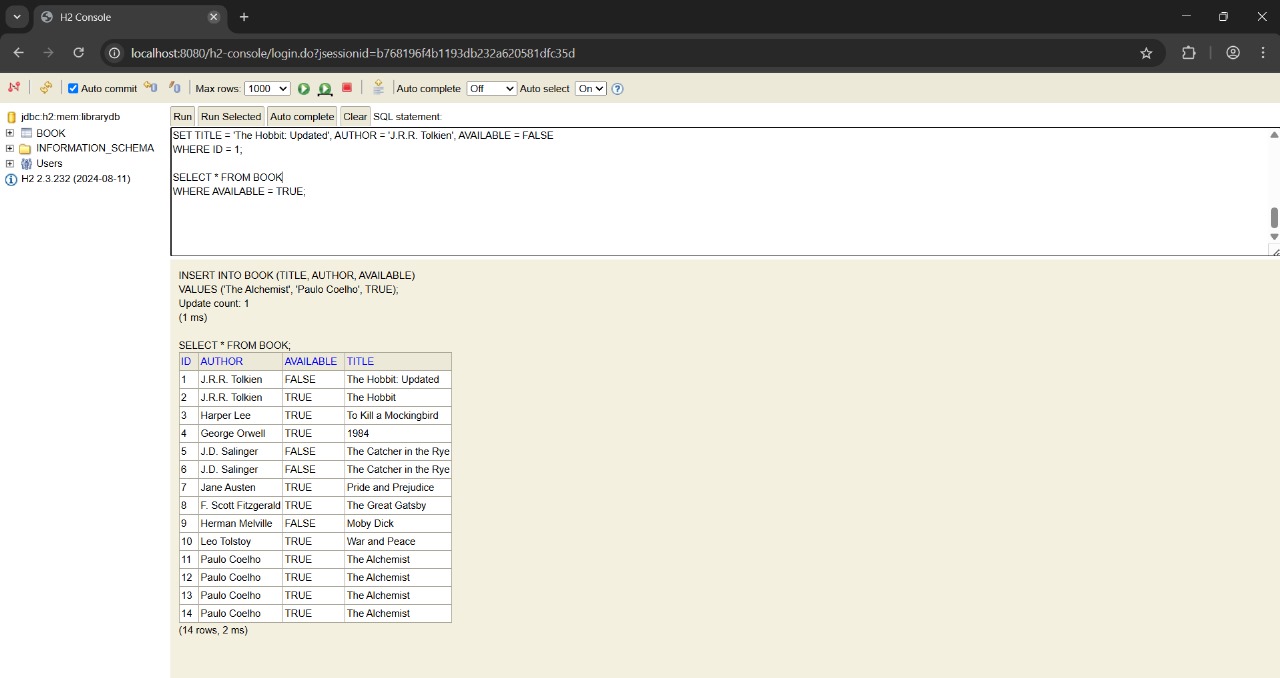 H2 Console
localhost:8080/h2-console/login.do?jsessionid=b768196f4b1193db232a620581dfc35d
Auto commit Max rows: 1000 Auto complete Off Auto select On ?
jdbc:h2:mem:librarydb
BOOK
INFORMATION_SCHEMA
Users
H2 2.3.232 (2024-08-11)
Run Run Selected Auto complete Clear SQL statement:
SET TITLE = 'The Hobbit: Updated', AUTHOR = 'J.R.R. Tolkien', AVAILABLE = FALSE
WHERE ID = 1;
SELECT * FROM BOOK
WHERE AVAILABLE = TRUE;
INSERT INTO BOOK (TITLE, AUTHOR, AVAILABLE)
VALUES ('The Alchemist', 'Paulo Coelho', TRUE);
Update count: 1
(1 ms)
SELECT * FROM BOOK;
ID AUTHOR AVAILABLE TITLE
1 J.R.R. Tolkien FALSE The Hobbit: Updated
2 J.R.R. Tolkien TRUE The Hobbit
3 Harper Lee TRUE To Kill a Mockingbird
4 George Orwell TRUE 1984
5 J.D. Salinger FALSE The Catcher in the Rye
6 J.D. Salinger FALSE The Catcher in the Rye
7 Jane Austen TRUE Pride and Prejudice
8 F. Scott Fitzgerald TRUE The Great Gatsby
9 Herman Melville FALSE Moby Dick
10 Leo Tolstoy TRUE War and Peace
11 Paulo Coelho TRUE The Alchemist
12 Paulo Coelho TRUE The Alchemist
13 Paulo Coelho TRUE The Alchemist
14 Paulo Coelho TRUE The Alchemist
(14 rows, 2 ms)